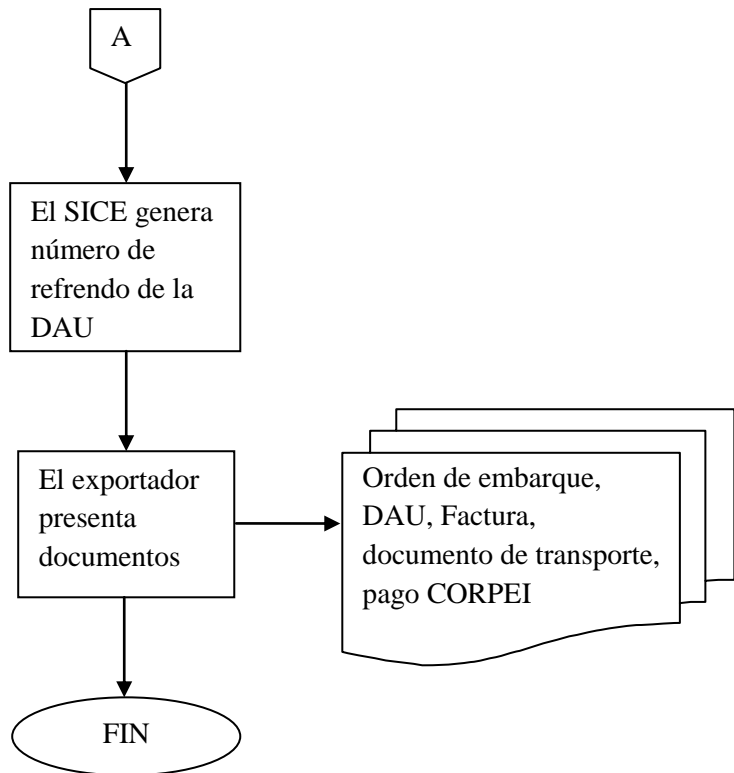 A
El SICE genera
número de
refrendo de la
DAU
El exportador
presenta
documentos
Orden de embarque,
DAU, Factura,
documento de transporte,
pago CORPEI
FIN